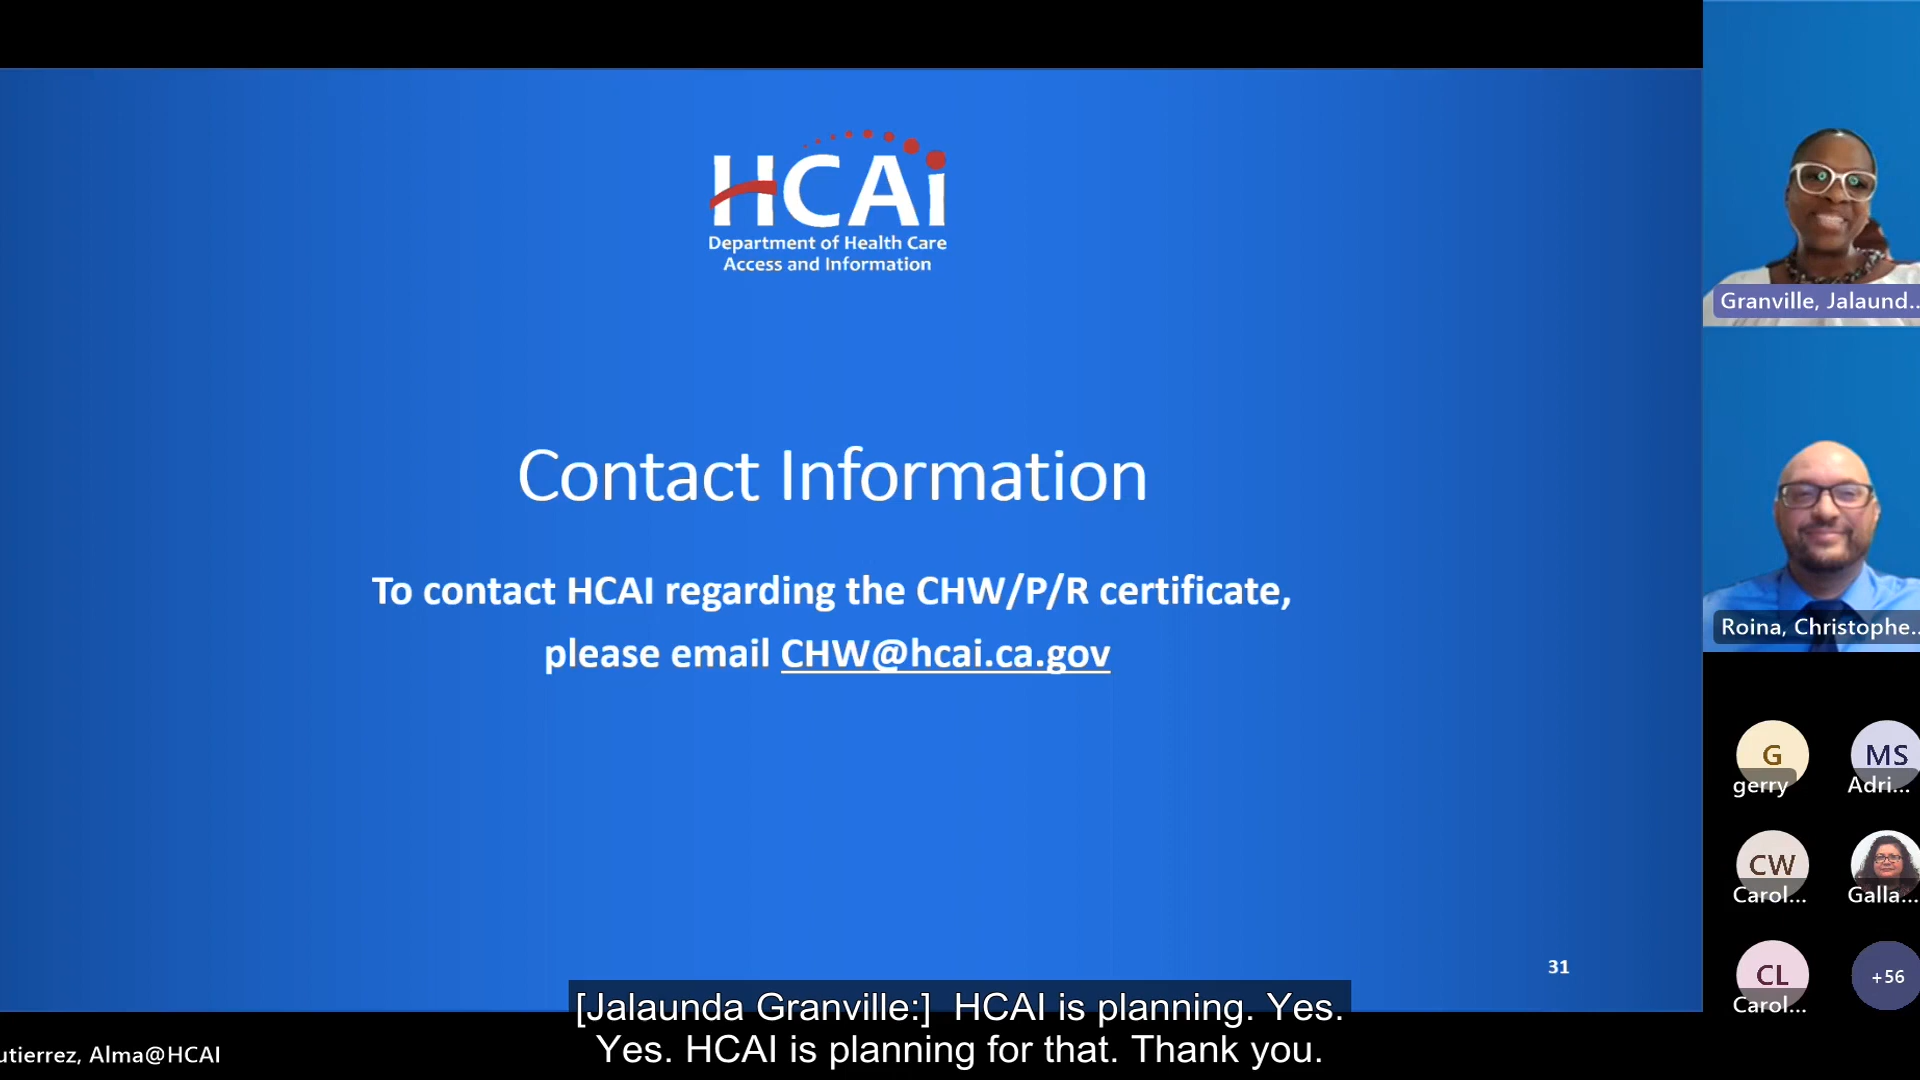 HCAi
Department of Health Care
Access and Information
Contact Information
To contact HCAI regarding the CHW/P/R certificate,
please email CHW@hcai.ca.gov
31
Granville, Jalaund...
Roina, Christophe...
G
gerry
MS
Adri...
CW
Carol...
Galla...
CL
Carol...
+56
[Jalaunda Granville:] HCAI is planning. Yes.
Yes. HCAI is planning for that. Thank you.
utierrez, Alma@HCAI